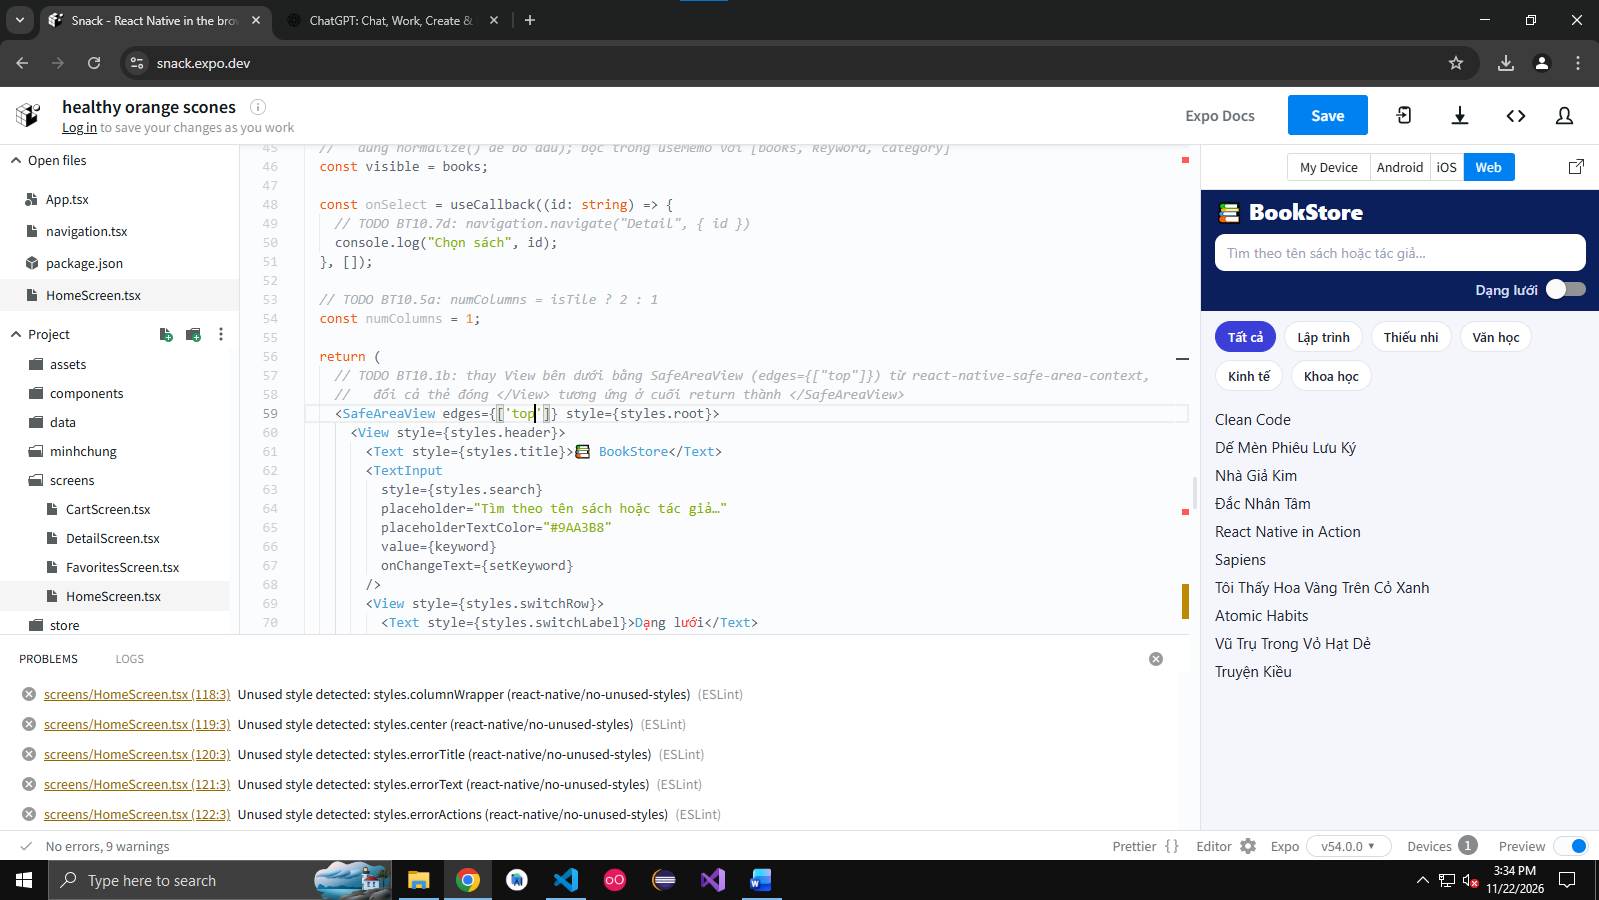 Snack - React Native in the brow
ChatGPT: Chat, Work, Create &
snack.expo.dev
healthy orange scones
Log in to save your changes as you work
Expo Docs
Save
Open files
App.tsx
navigation.tsx
package.json
HomeScreen.tsx
Project
assets
components
data
minhchung
screens
CartScreen.tsx
DetailScreen.tsx
FavoritesScreen.tsx
HomeScreen.tsx
store
45 // dùng normalize() để bỏ dấu); bọc trong useMemo với [books, keyword, category]
46 const visible = books;
47
48 const onSelect = useCallback((id: string) => {
49 // TODO BT10.7d: navigation.navigate("Detail", { id })
50 console.log("Chọn sách", id);
51 }, []);
52
53 // TODO BT10.5a: numColumns = isTile ? 2 : 1
54 const numColumns = 1;
55
56 return (
57 // TODO BT10.1b: thay View bên dưới bằng SafeAreaView (edges={["top"]}) từ react-native-safe-area-context,
58 // đổi cả thẻ đóng </View> tương ứng ở cuối return thành </SafeAreaView>
59 <SafeAreaView edges={['top']} style={styles.root}>
60 <View style={styles.header}>
61 <Text style={styles.title}>📚 BookStore</Text>
62 <TextInput
63 style={styles.search}
64 placeholder="Tìm theo tên sách hoặc tác giả…"
65 placeholderTextColor="#9AA3B8"
66 value={keyword}
67 onChangeText={setKeyword}
68 />
69 <View style={styles.switchRow}>
70 <Text style={styles.switchLabel}>Dạng lưới</Text>
My Device Android iOS Web
📚 BookStore
Tìm theo tên sách hoặc tác giả…
Dạng lưới
Tất cả Lập trình Thiếu nhi Văn học
Kinh tế Khoa học
Clean Code
Dế Mèn Phiêu Lưu Ký
Nhà Giả Kim
Đắc Nhân Tâm
React Native in Action
Sapiens
Tôi Thấy Hoa Vàng Trên Cỏ Xanh
Atomic Habits
Vũ Trụ Trong Vỏ Hạt Dẻ
Truyện Kiều
PROBLEMS LOGS
screens/HomeScreen.tsx (118:3) Unused style detected: styles.columnWrapper (react-native/no-unused-styles) (ESLint)
screens/HomeScreen.tsx (119:3) Unused style detected: styles.center (react-native/no-unused-styles) (ESLint)
screens/HomeScreen.tsx (120:3) Unused style detected: styles.errorTitle (react-native/no-unused-styles) (ESLint)
screens/HomeScreen.tsx (121:3) Unused style detected: styles.errorText (react-native/no-unused-styles) (ESLint)
screens/HomeScreen.tsx (122:3) Unused style detected: styles.errorActions (react-native/no-unused-styles) (ESLint)
No errors, 9 warnings
Prettier {} Editor Expo v54.0.0 Devices 1 Preview
Type here to search
3:34 PM
11/22/2026